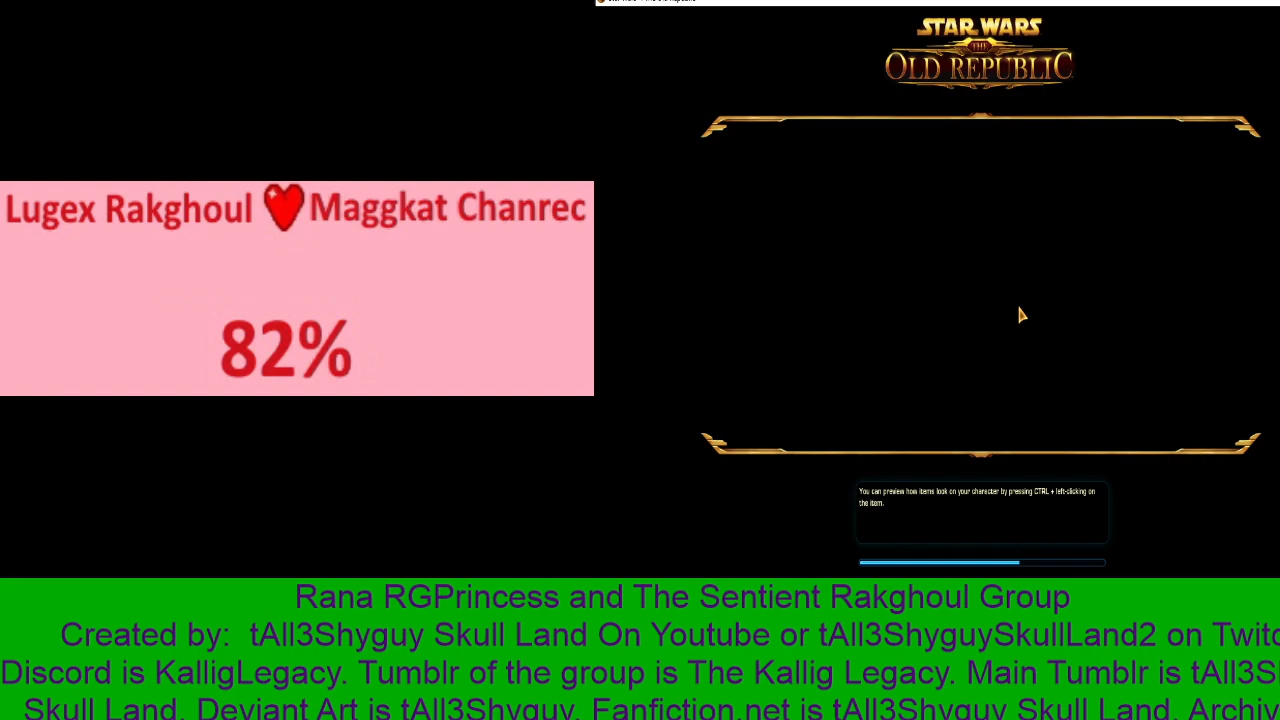 STAR WARS
THE
OLD REPUBLIC
Lugex Rakghoul Maggkat Chanrec
82%
You can preview how items look on your character by pressing CTRL + left-clicking on
the item.
Rana RGPrincess and The Sentient Rakghoul Group
Created by: tAll3Shyguy Skull Land On Youtube or tAll3ShyguySkullLand2 on Twitc
Discord is KalligLegacy. Tumblr of the group is The Kallig Legacy. Main Tumblr is tAll3S
Skull Land. Deviant Art is tAll3Shyguy. Fanfiction.net is tAll3Shyguy Skull Land. Archiv